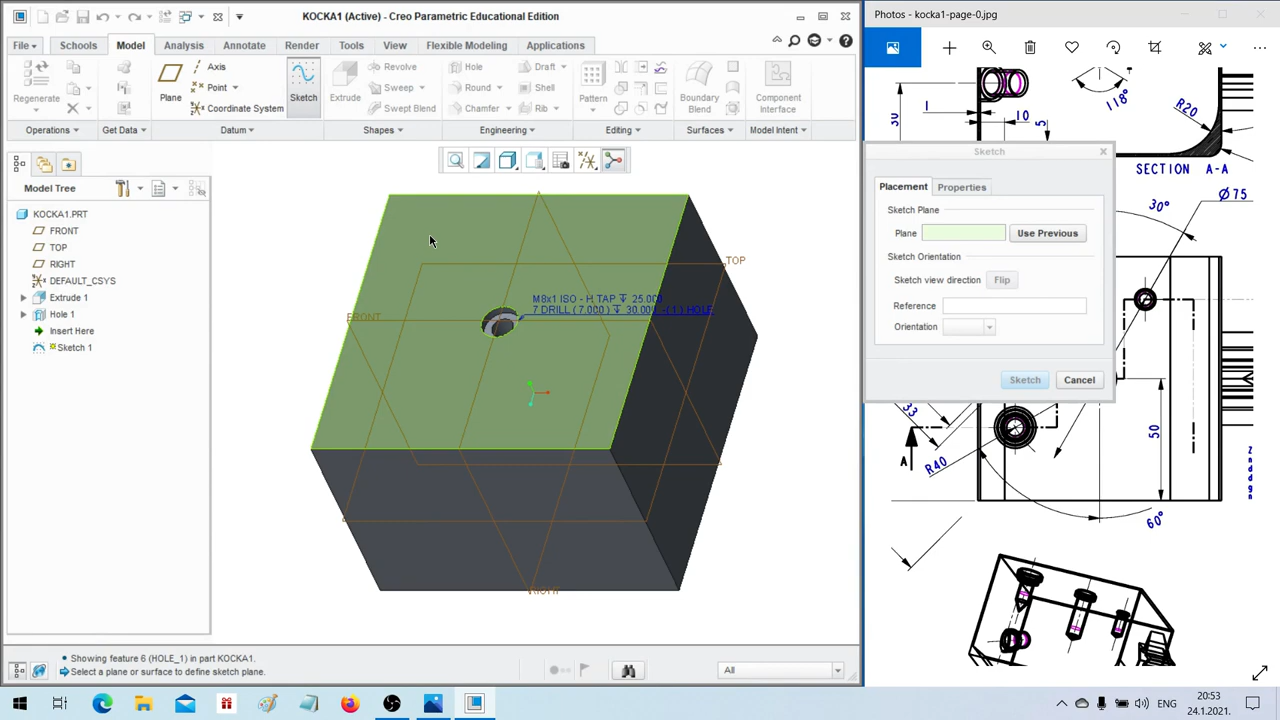 KOCKA1 (Active) - Creo Parametric Educational Edition
File
Schools
Model
Analysis
Annotate
Render
Tools
View
Flexible Modeling
Applications
Regenerate
Plane
Axis
Point
Coordinate System
Sketch
Extrude
Revolve
Sweep
Swept Blend
Hole
Round
Chamfer
Draft
Shell
Rib
Pattern
Boundary Blend
Component Interface
Operations
Get Data
Datum
Shapes
Engineering
Editing
Surfaces
Model Intent
Model Tree
KOCKA1.PRT
FRONT
TOP
RIGHT
DEFAULT_CSYS
Extrude 1
Hole 1
Insert Here
Sketch 1
TOP
FRONT
RIGHT
M8x1 ISO - H TAP ↧ 25.000
7 DRILL ( 7.000 ) ↧ 30.000 -( 1 ) HOLE
Showing feature 6 (HOLE_1) in part KOCKA1.
Select a plane or surface to define sketch plane.
All
Photos - kocka1-page-0.jpg
30
1
10
5
118°
R20
SECTION A-A
Ø75
30°
Sketch
Placement
Properties
Sketch Plane
Plane
Use Previous
Sketch Orientation
Sketch view direction
Flip
Reference
Orientation
Sketch
Cancel
33
A
R40
50
60°
ENG
20:53
24.1.2021.